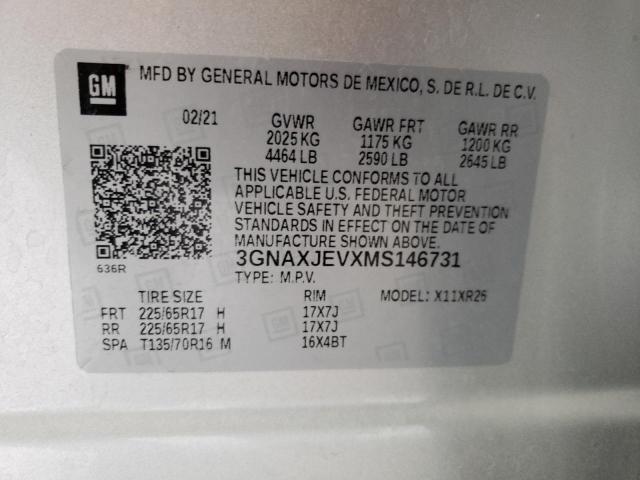 GM
MFD BY GENERAL MOTORS DE MEXICO, S. DE R.L. DE C.V.
02/21 GVWR GAWR FRT GAWR RR
2025 KG 1175 KG 1200 KG
4464 LB 2590 LB 2645 LB
THIS VEHICLE CONFORMS TO ALL
APPLICABLE U.S. FEDERAL MOTOR
VEHICLE SAFETY AND THEFT PREVENTION
STANDARDS IN EFFECT ON THE DATE OF
MANUFACTURE SHOWN ABOVE.
636R
3GNAXJEVXMS146731
TYPE: M.P.V.
TIRE SIZE RIM MODEL: X11XR26
FRT 225/65R17 H 17X7J
RR 225/65R17 H 17X7J
SPA T135/70R16 M 16X4BT